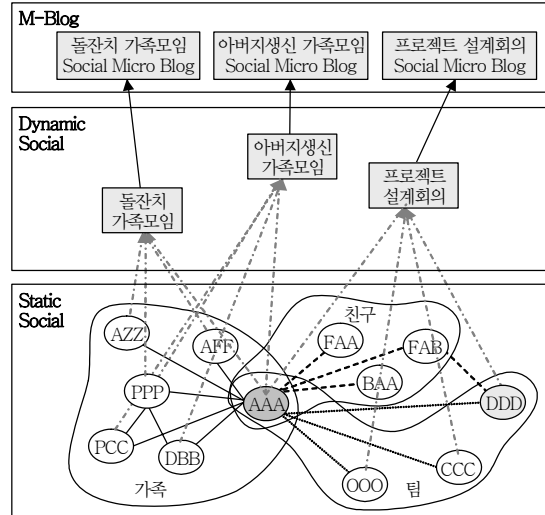 M-Blog
돌잔치 가족모임
Social Micro Blog
아버지생신 가족모임
Social Micro Blog
프로젝트 설계회의
Social Micro Blog
Dynamic
Social
아버지생신
가족모임
프로젝트
설계회의
돌잔치
가족모임
Static
Social
친구
AZZ
AFF
FAA
FAB
BAA
PPP
AAA
DDD
PCC
DBB
CCC
OOO
가족
팀